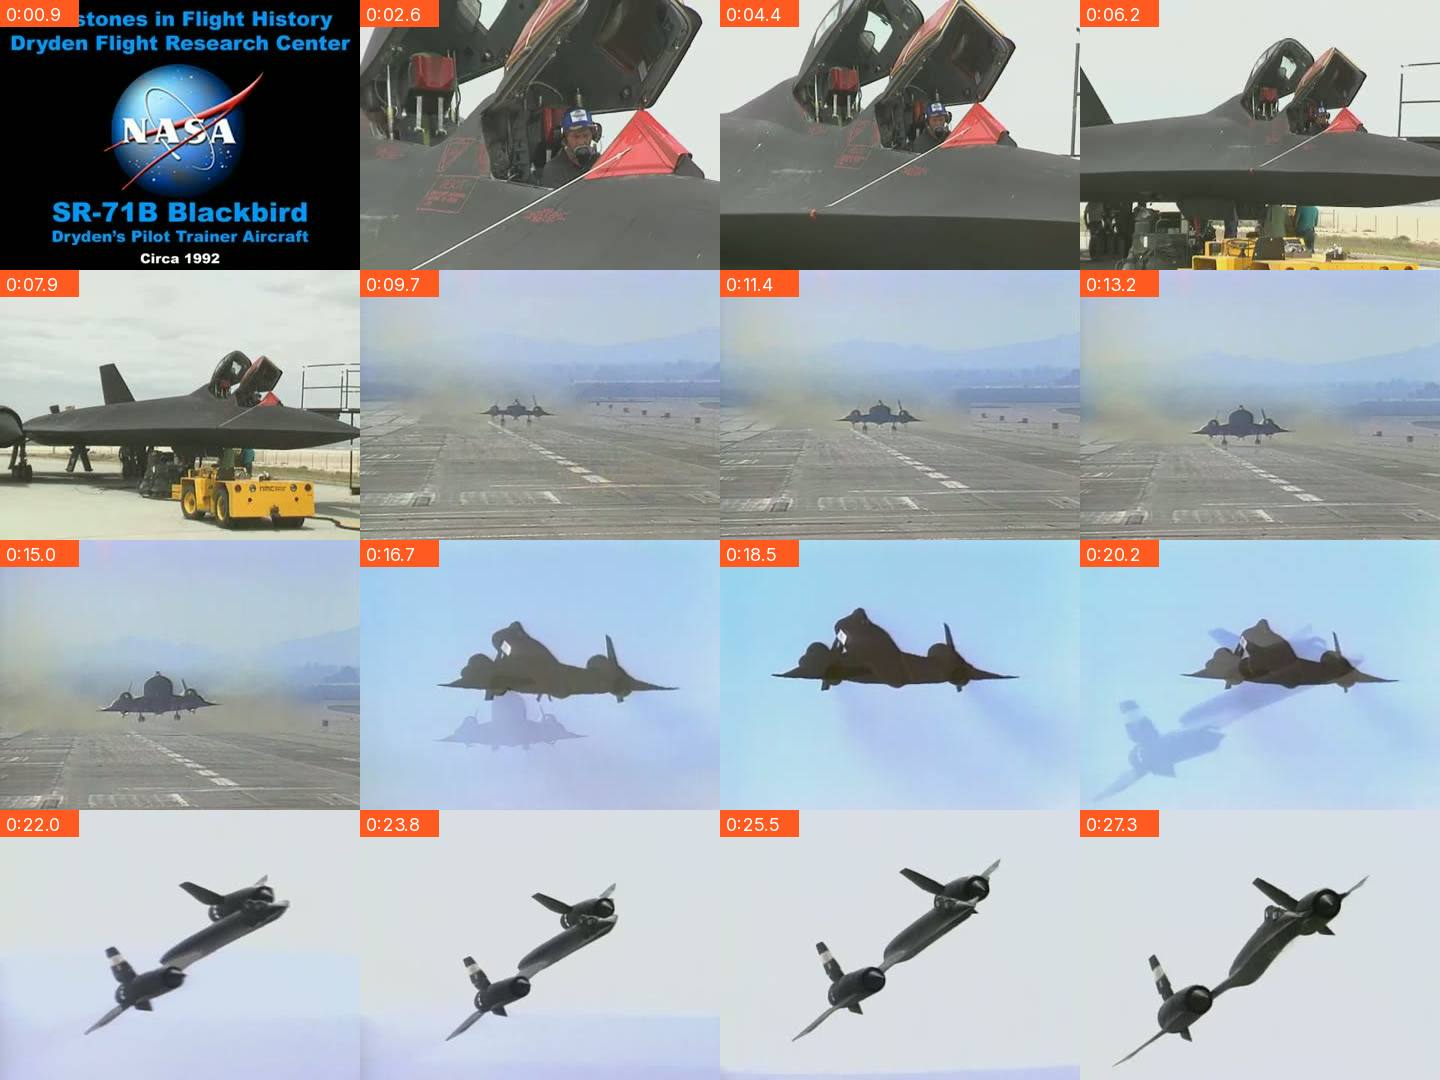 0:00.9
stones in Flight History
Dryden Flight Research Center
NASA
SR-71B Blackbird
Dryden's Pilot Trainer Aircraft
Circa 1992
0:02.6
0:04.4
0:06.2
0:07.9
0:09.7
0:11.4
0:13.2
0:15.0
0:16.7
0:18.5
0:20.2
0:22.0
0:23.8
0:25.5
0:27.3